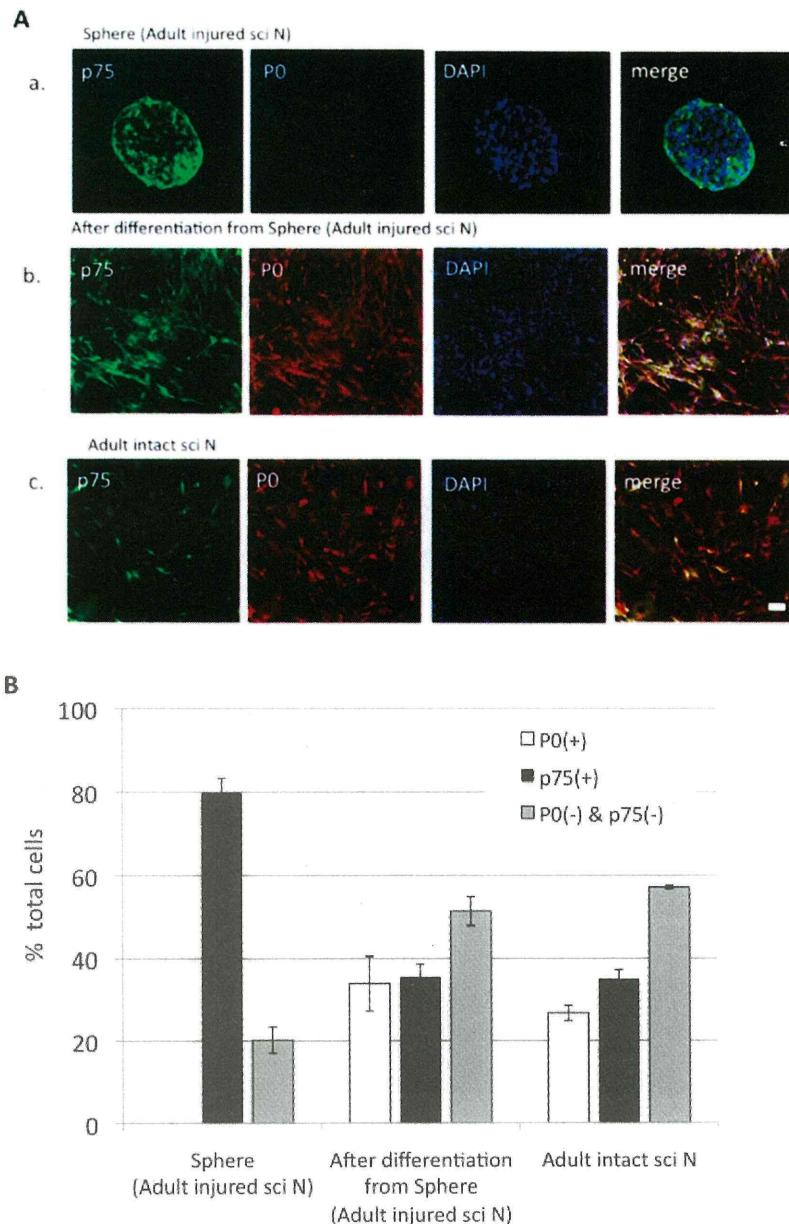 A
Sphere (Adult injured sci N)
a.
p75
P0
DAPI
merge
After differentiation from Sphere (Adult injured sci N)
b.
p75
P0
DAPI
merge
Adult intact sci N
c.
p75
P0
DAPI
merge
B
100
80
60
40
20
0
% total cells
P0(+)
p75(+)
P0(-) & p75(-)
Sphere
(Adult injured sci N)
After differentiation
from Sphere
(Adult injured sci N)
Adult intact sci N